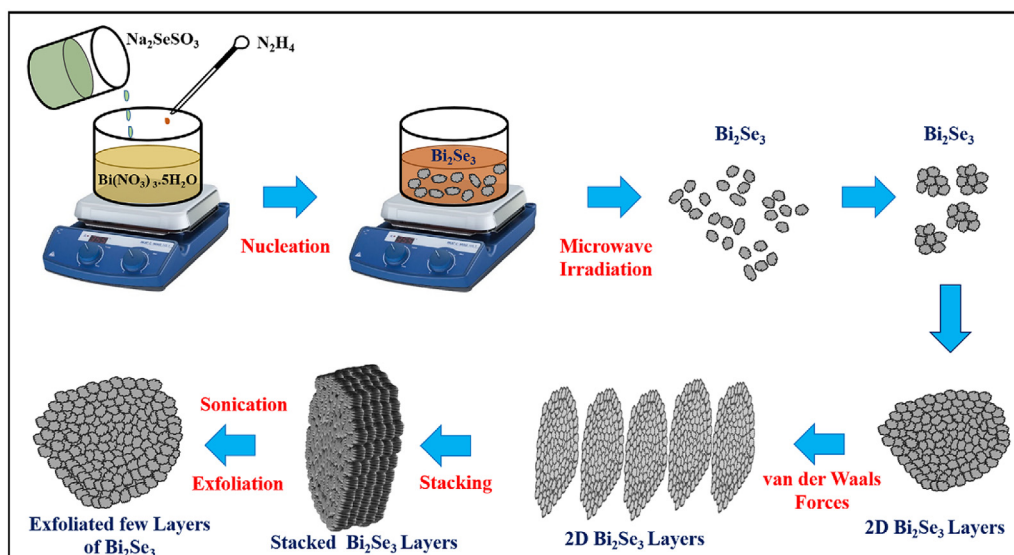 Na₂SeSO₃
N₂H₄
Bi(NO₃)₃.5H₂O
Nucleation
Bi₂Se₃
Microwave
Irradiation
Bi₂Se₃
Bi₂Se₃
2D Bi₂Se₃ Layers
van der Waals
Forces
2D Bi₂Se₃ Layers
Stacking
Stacked Bi₂Se₃ Layers
Sonication
Exfoliation
Exfoliated few Layers
of Bi₂Se₃